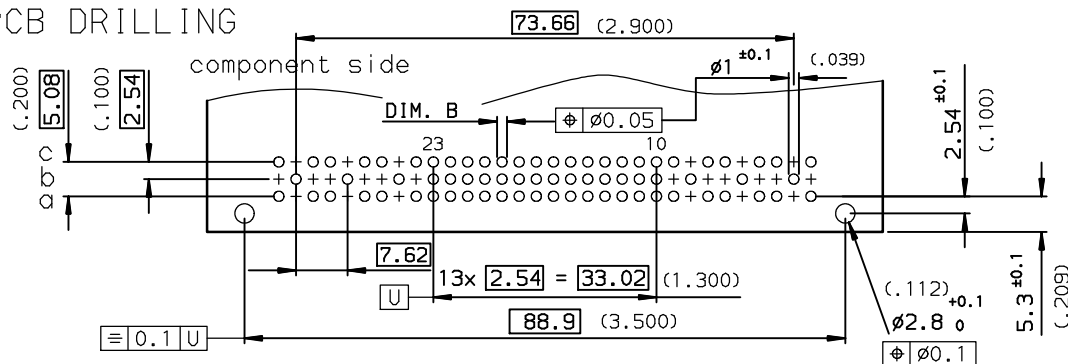 CB DRILLING
73.66 (2.900)
component side
ø1 ±0.1 (.039)
(.200) 5.08
(.100) 2.54
DIM. B
⌖ ø0.05
2.54 ±0.1 (.100)
23 10
c
b
a
7.62
13x 2.54 = 33.02 (1.300)
U
(.112)
ø2.8 +0.1 0
5.3 ±0.1 (.209)
88.9 (3.500)
⌯ 0.1 U
⌖ ø0.1